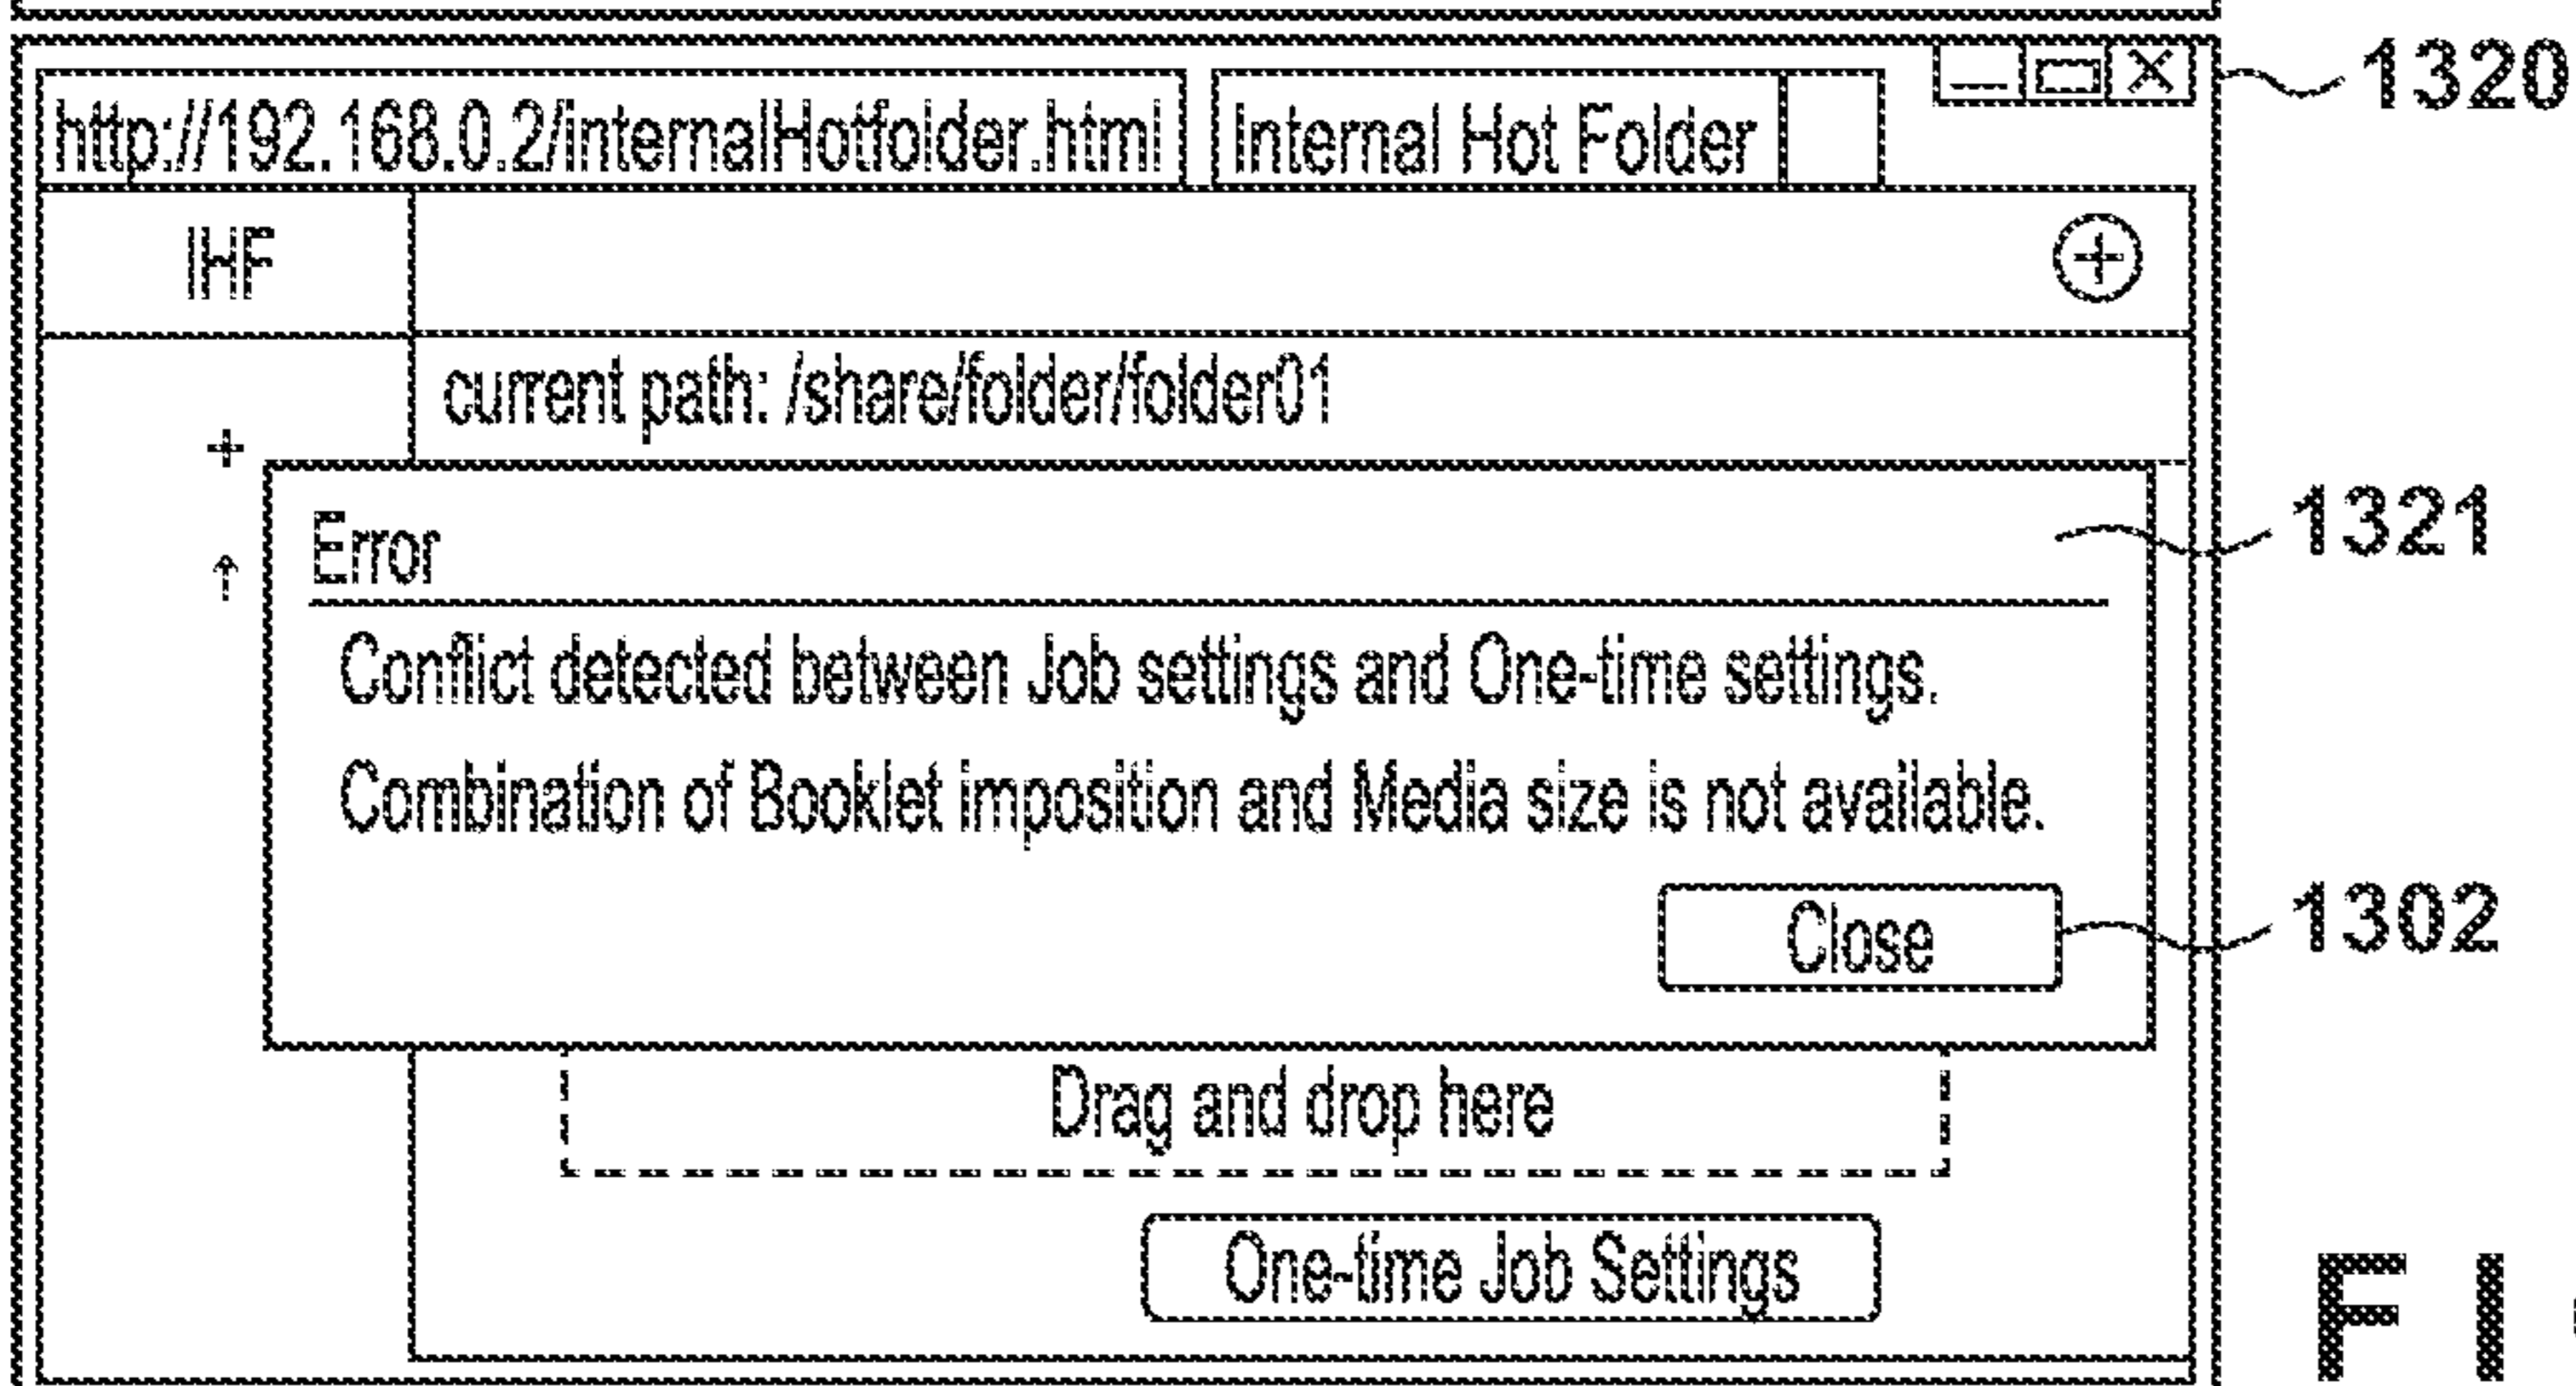 1320
http://192.168.0.2/internalHotfolder.html Internal Hot Folder
IHF
current path: /share/folder/folder01
1321
Error
Conflict detected between Job settings and One-time settings.
Combination of Booklet imposition and Media size is not available.
Close
1302
Drag and drop here
One-time Job Settings